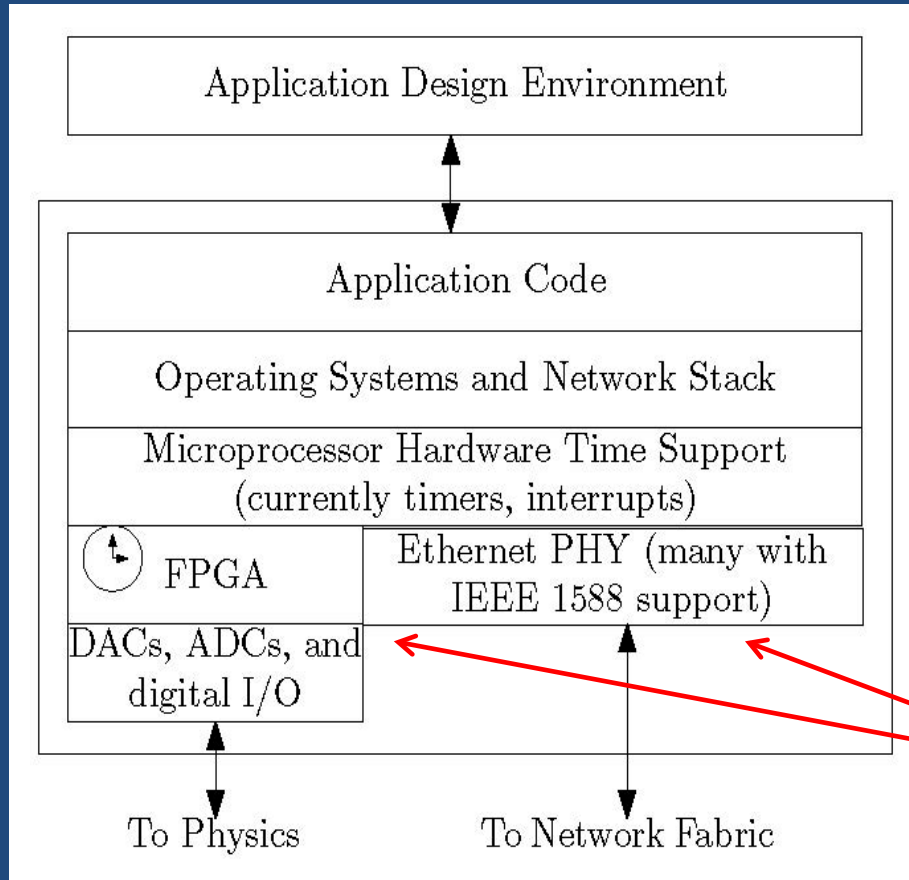 Application Design Environment
Application Code
Operating Systems and Network Stack
Microprocessor Hardware Time Support
(currently timers, interrupts)
FPGA
Ethernet PHY (many with
IEEE 1588 support)
DACs, ADCs, and
digital I/O
To Physics
To Network Fabric